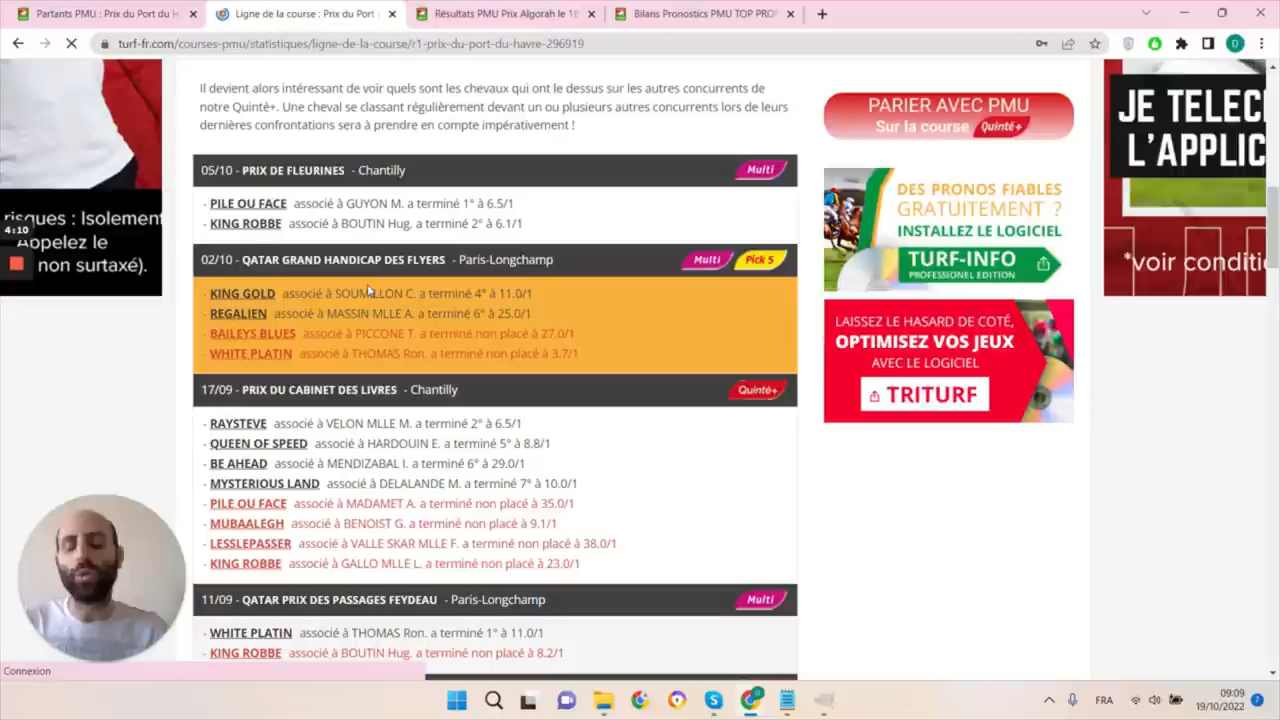 Partants PMU : Prix du Port du H
Ligne de la course : Prix du Port
Résultats PMU Prix Algorah le 18
Bilans Pronostics PMU TOP PRO
turf-fr.com/courses-pmu/statistiques/ligne-de-la-course/r1-prix-du-port-du-havre-296919
D
Il devient alors intéressant de voir quels sont les chevaux qui ont le dessus sur les autres concurrents de
notre Quinté+. Une cheval se classant régulièrement devant un ou plusieurs autres concurrents lors de leurs
dernières confrontations sera à prendre en compte impérativement !
05/10 - PRIX DE FLEURINES - Chantilly Multi
- PILE OU FACE associé à GUYON M. a terminé 1° à 6.5/1
- KING ROBBE associé à BOUTIN Hug. a terminé 2° à 6.1/1
02/10 - QATAR GRAND HANDICAP DES FLYERS - Paris-Longchamp Multi Pick 5
- KING GOLD associé à SOUMILLON C. a terminé 4° à 11.0/1
- REGALIEN associé à MASSIN MLLE A. a terminé 6° à 25.0/1
- BAILEYS BLUES associé à PICCONE T. a terminé non placé à 27.0/1
- WHITE PLATIN associé à THOMAS Ron. a terminé non placé à 3.7/1
17/09 - PRIX DU CABINET DES LIVRES - Chantilly Quinté+
- RAYSTEVE associé à VELON MLLE M. a terminé 2° à 6.5/1
- QUEEN OF SPEED associé à HARDOUIN E. a terminé 5° à 8.8/1
- BE AHEAD associé à MENDIZABAL I. a terminé 6° à 29.0/1
- MYSTERIOUS LAND associé à DELALANDE M. a terminé 7° à 10.0/1
- PILE OU FACE associé à MADAMET A. a terminé non placé à 35.0/1
- MUBAALEGH associé à BENOIST G. a terminé non placé à 9.1/1
- LESSLEPASSER associé à VALLE SKAR MLLE F. a terminé non placé à 38.0/1
- KING ROBBE associé à GALLO MLLE L. a terminé non placé à 23.0/1
11/09 - QATAR PRIX DES PASSAGES FEYDEAU - Paris-Longchamp Multi
- WHITE PLATIN associé à THOMAS Ron. a terminé 1° à 11.0/1
- KING ROBBE associé à BOUTIN Hug. a terminé non placé à 8.2/1
risques : Isolement
4:10
Appelez le
non surtaxé).
PARIER AVEC PMU
Sur la course Quinté+
DES PRONOS FIABLES
GRATUITEMENT ?
INSTALLEZ LE LOGICIEL
TURF-INFO
PROFESSIONEL EDITION
LAISSEZ LE HASARD DE COTÉ,
OPTIMISEZ VOS JEUX
AVEC LE LOGICIEL
TRITURF
JE TELEC
L'APPLIC
*voir conditi
Connexion
FRA
09:09
19/10/2022